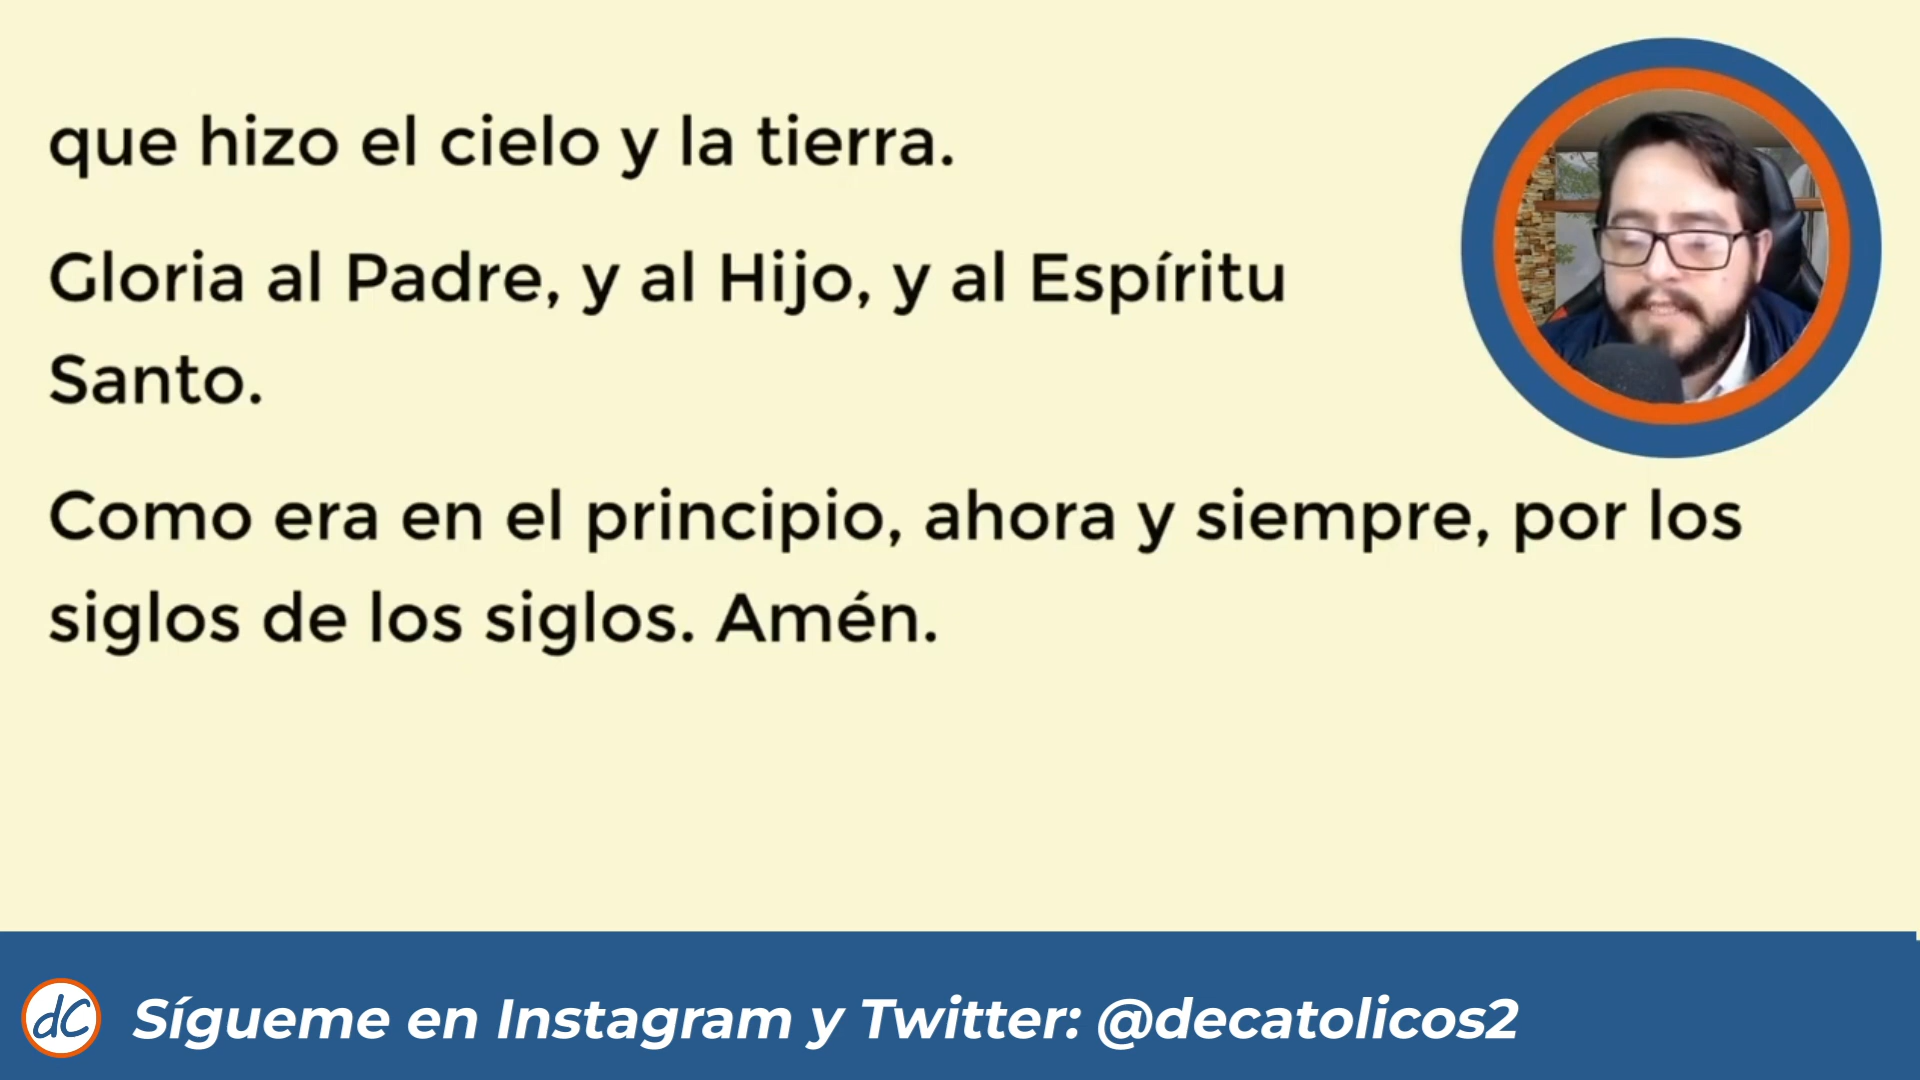 que hizo el cielo y la tierra.
Gloria al Padre, y al Hijo, y al Espíritu
Santo.
Como era en el principio, ahora y siempre, por los
siglos de los siglos. Amén.
dC Sígueme en Instagram y Twitter: @decatolicos2